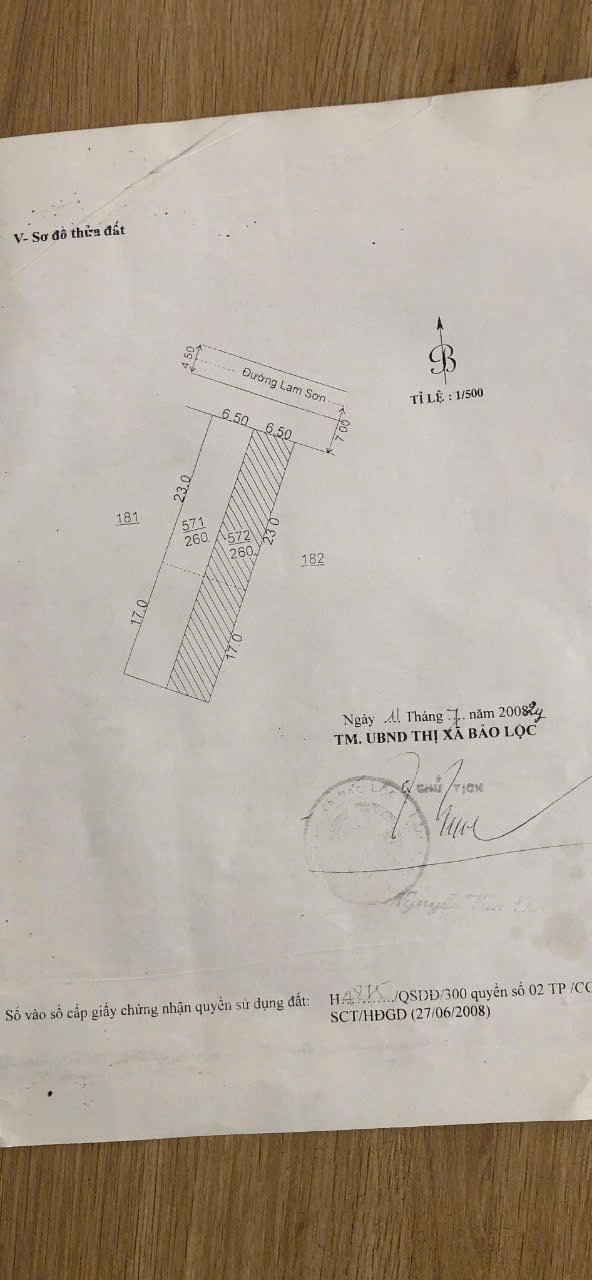 V- Sơ đồ thửa đất
B
TỈ LỆ : 1/500
4.50
Đường Lam Sơn
7.00
6.50
6.50
23.0
23.0
181
571
260
572
260
182
17.0
17.0
Ngày 11 Tháng 7. năm 2008
TM. UBND THỊ XÃ BẢO LỘC
CHỦ TỊCH
Số vào sổ cấp giấy chứng nhận quyền sử dụng đất:
H........../QSDĐ/300 quyển số 02 TP /CC
SCT/HĐGD (27/06/2008)